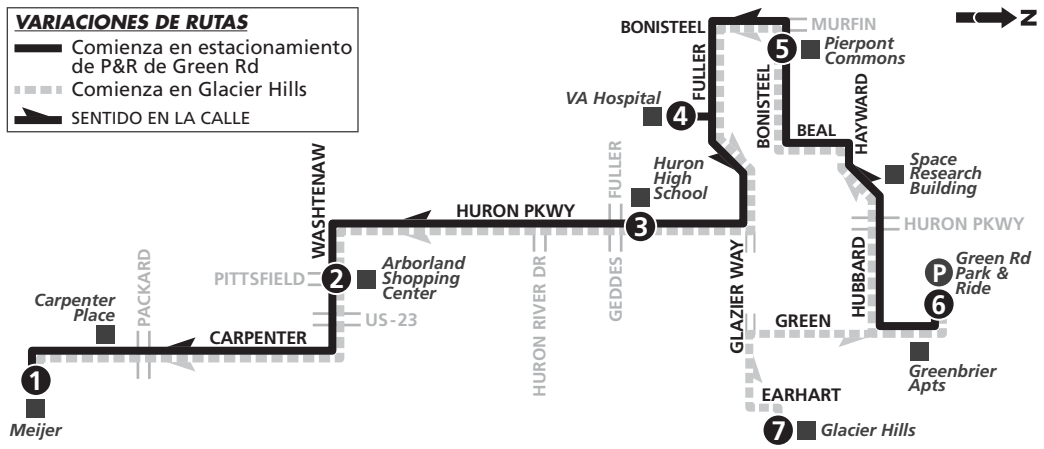 VARIACIONES DE RUTAS
Comienza en estacionamiento
de P&R de Green Rd
Comienza en Glacier Hills
SENTIDO EN LA CALLE
N
BONISTEEL
MURFIN
5
Pierpont
Commons
FULLER
BONISTEEL
VA Hospital
4
BEAL
HAYWARD
Space
Research
Building
WASHTENAW
FULLER
Huron
High
School
HURON PKWY
3
HURON PKWY
PITTSFIELD
2
Arborland
Shopping
Center
HURON RIVER DR
GEDDES
GLAZIER WAY
HUBBARD
P
Green Rd
Park &
Ride
6
Carpenter
Place
PACKARD
US-23
GREEN
CARPENTER
Greenbrier
Apts
1
Meijer
EARHART
7
Glacier Hills